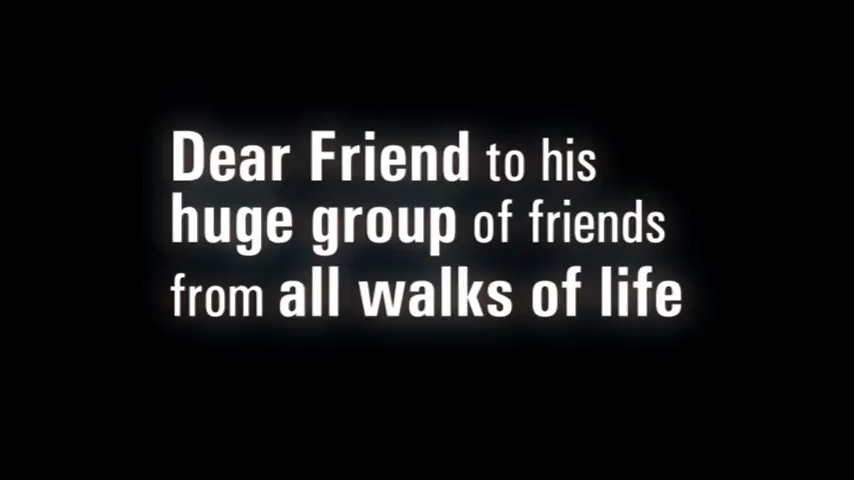 Dear Friend to his
huge group of friends
from all walks of life